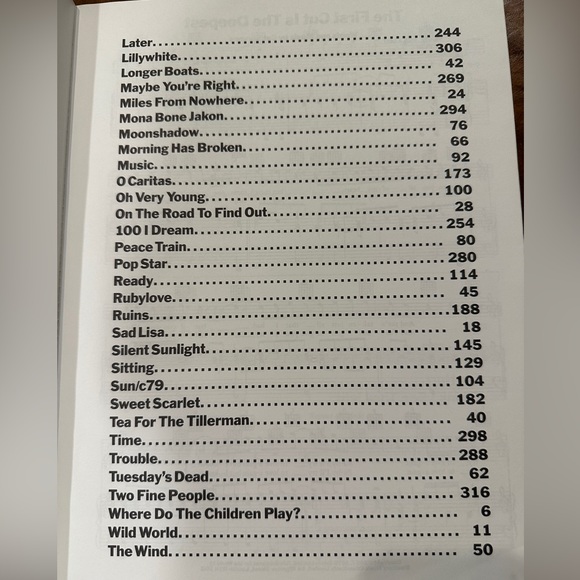 The First Cut Is The Deepest
Later 244
Lillywhite 306
Longer Boats 42
Maybe You're Right 269
Miles From Nowhere 24
Mona Bone Jakon 294
Moonshadow 76
Morning Has Broken 66
Music 92
O Caritas 173
Oh Very Young 100
On The Road To Find Out 28
100 I Dream 254
Peace Train 80
Pop Star 280
Ready 114
Rubylove 45
Ruins 188
Sad Lisa 18
Silent Sunlight 145
Sitting 129
Sun/c79 104
Sweet Scarlet 182
Tea For The Tillerman 40
Time 298
Trouble 288
Tuesday's Dead 62
Two Fine People 316
Where Do The Children Play? 6
Wild World 11
The Wind 50